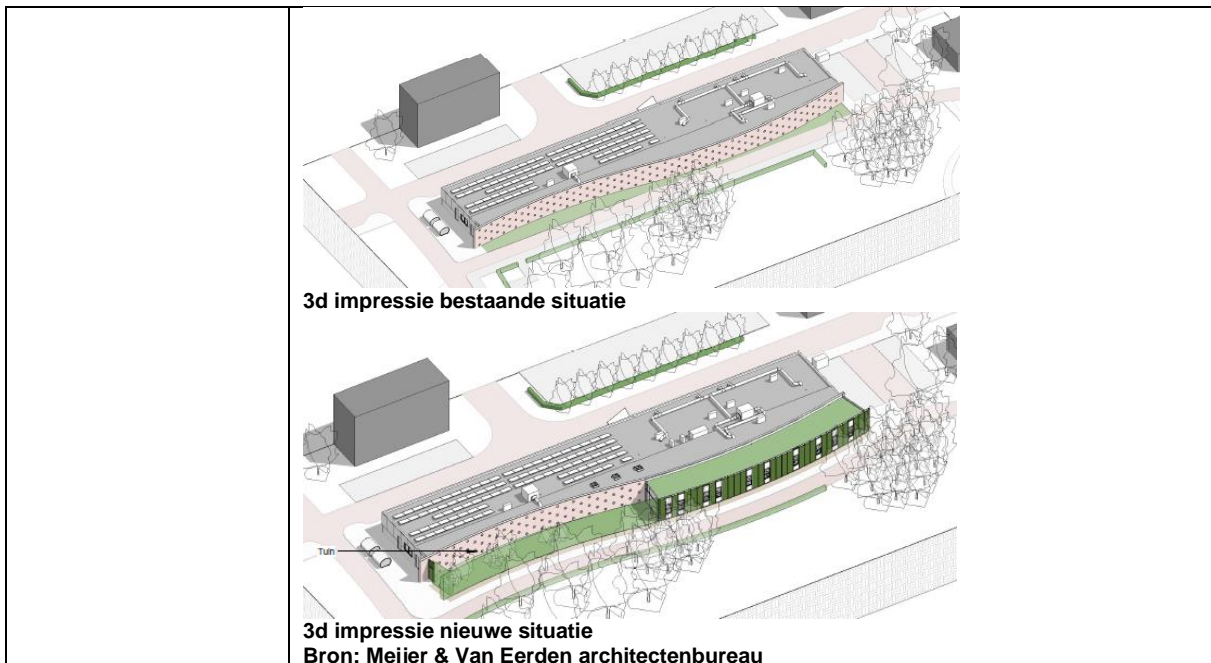 3d impressie bestaande situatie
Tuin
3d impressie nieuwe situatie
Bron: Meijer & Van Eerden architectenbureau